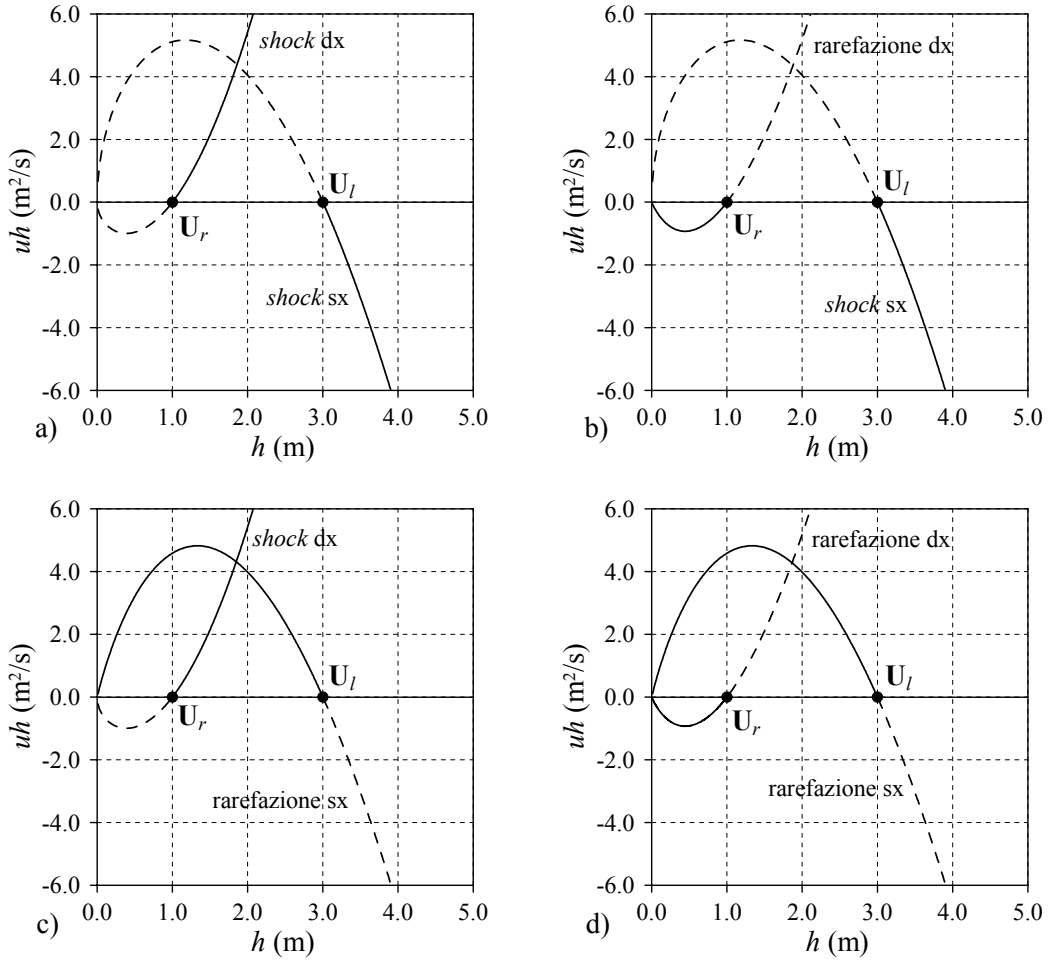 6.0
4.0
2.0
0.0
-2.0
-4.0
-6.0
uh (m²/s)
shock dx
U_l
U_r
shock sx
0.0 1.0 2.0 3.0 4.0 5.0
a)
h (m)
6.0
4.0
2.0
0.0
-2.0
-4.0
-6.0
uh (m²/s)
rarefazione dx
U_l
U_r
shock sx
0.0 1.0 2.0 3.0 4.0 5.0
b)
h (m)
6.0
4.0
2.0
0.0
-2.0
-4.0
-6.0
uh (m²/s)
shock dx
U_l
U_r
rarefazione sx
0.0 1.0 2.0 3.0 4.0 5.0
c)
h (m)
6.0
4.0
2.0
0.0
-2.0
-4.0
-6.0
uh (m²/s)
rarefazione dx
U_l
U_r
rarefazione sx
0.0 1.0 2.0 3.0 4.0 5.0
d)
h (m)